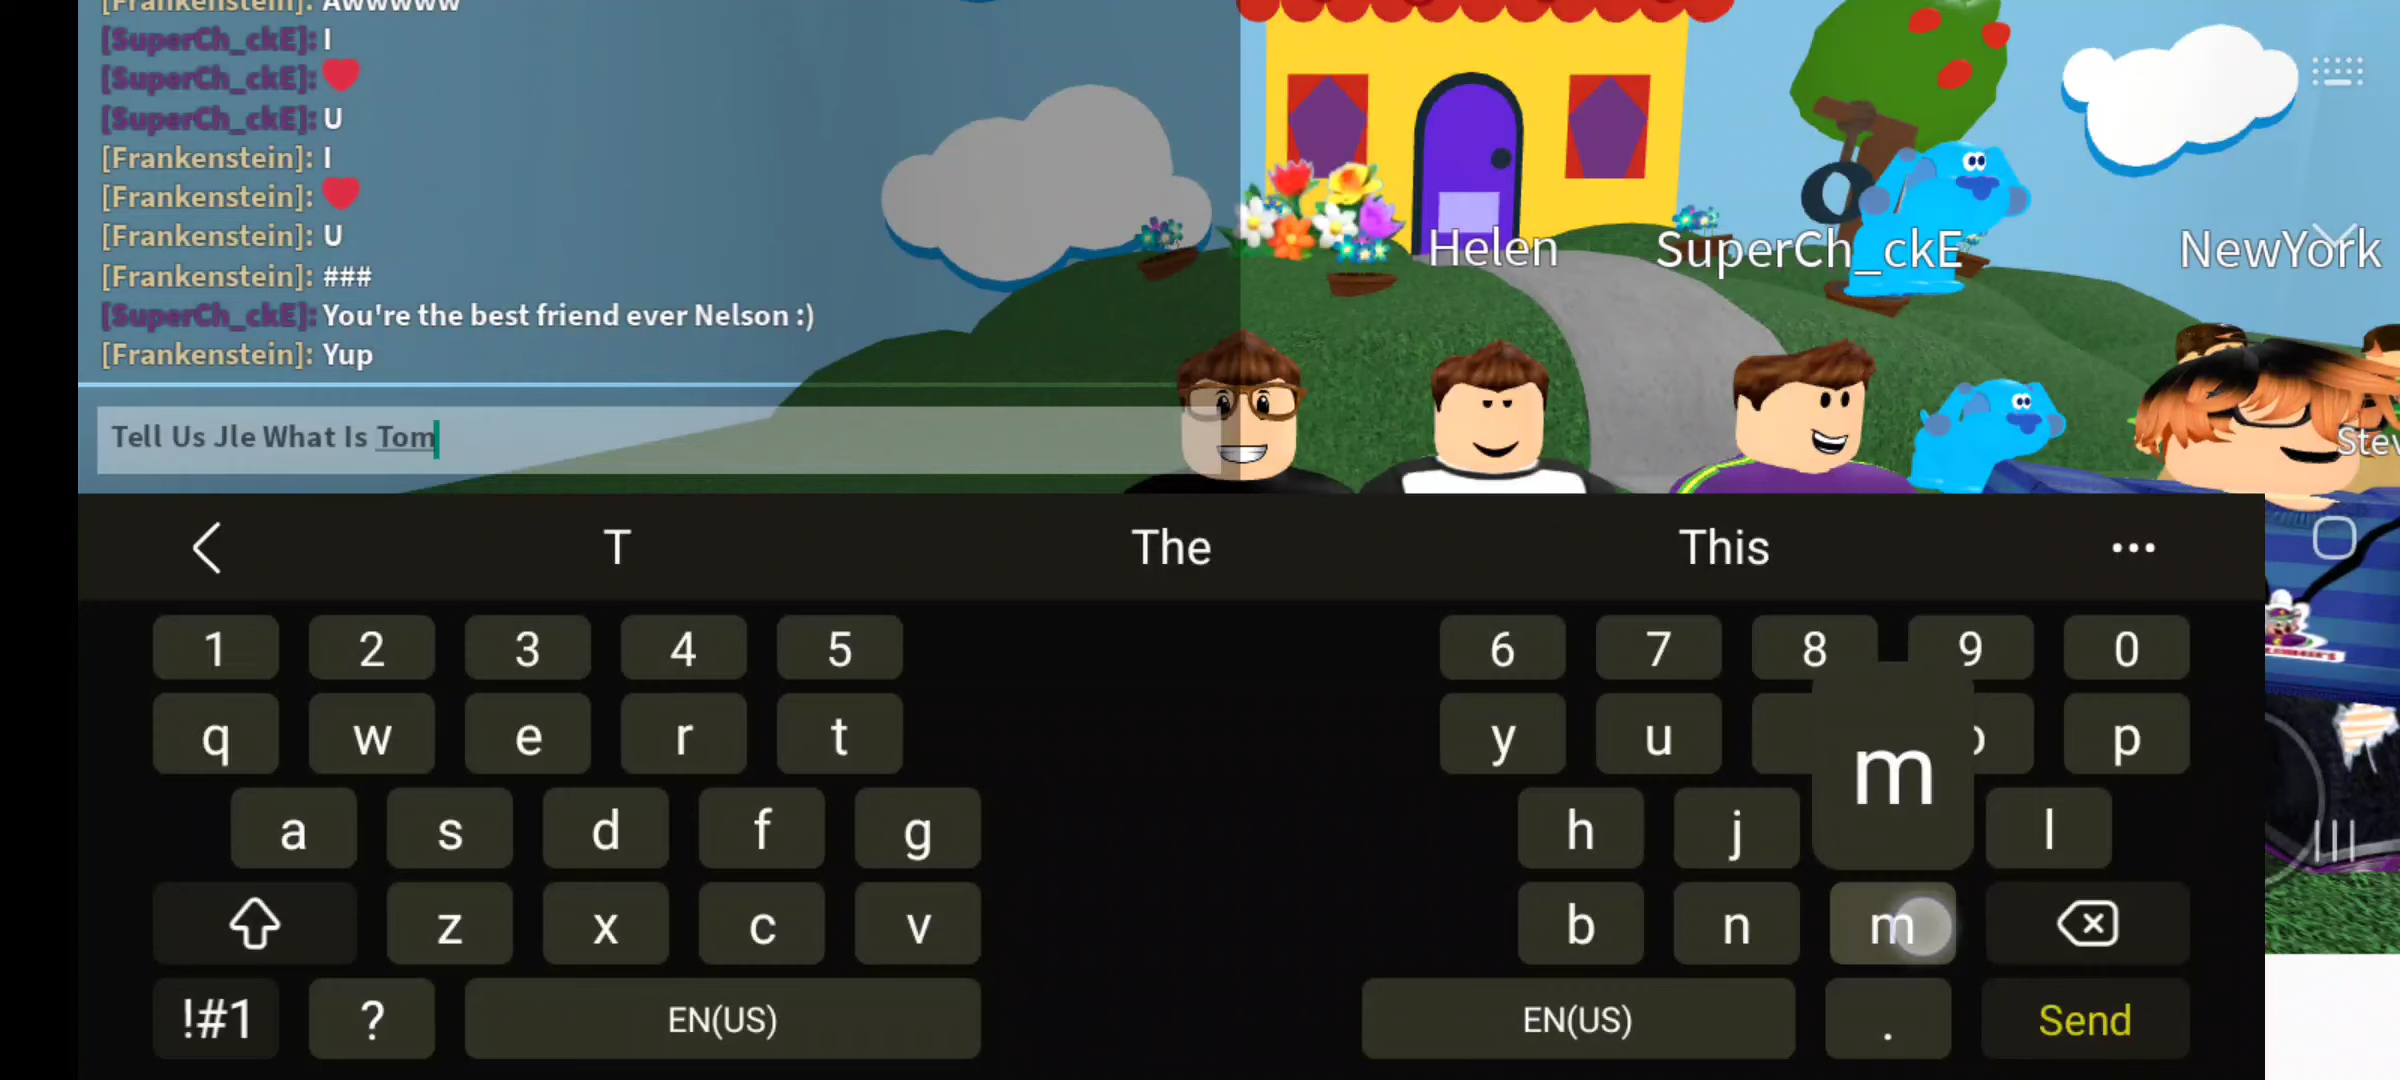 [Frankenstein]: Awwwww
[SuperCh_ckE]: I
[SuperCh_ckE]: ❤
[SuperCh_ckE]: U
[Frankenstein]: I
[Frankenstein]: ❤
[Frankenstein]: U
[Frankenstein]: ###
[SuperCh_ckE]: You're the best friend ever Nelson :)
[Frankenstein]: Yup
Helen SuperCh_ckE NewYork
Tell Us Jle What Is Tom
T The This ...
1 2 3 4 5 6 7 8 9 0
q w e r t y u p
m
a s d f g h j l
z x c v b n m
!#1 ? EN(US) EN(US) . Send